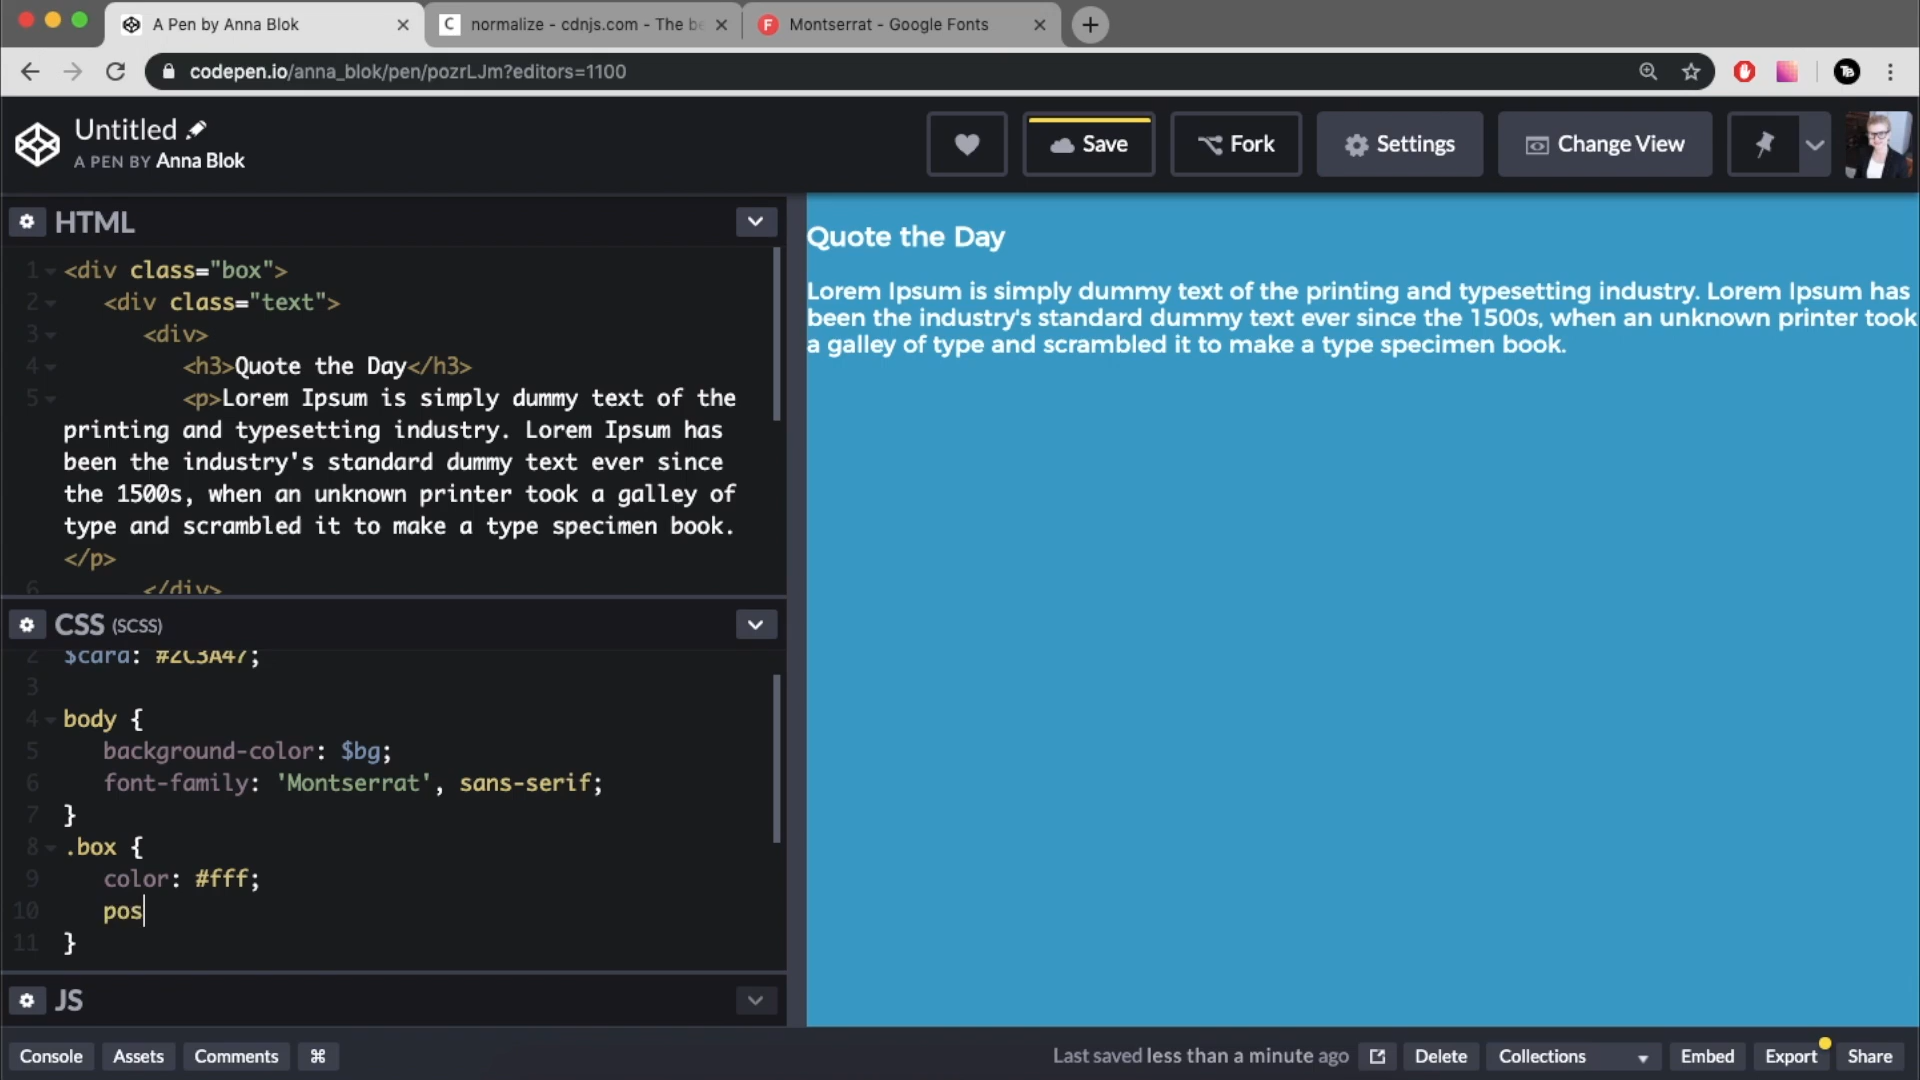 A Pen by Anna Blok
normalize - cdnjs.com - The be
Montserrat - Google Fonts
codepen.io/anna_blok/pen/pozrLJm?editors=1100
Untitled
A PEN BY Anna Blok
Save
Fork
Settings
Change View
HTML
1 <div class="box">
2 <div class="text">
3 <div>
4 <h3>Quote the Day</h3>
5 <p>Lorem Ipsum is simply dummy text of the
printing and typesetting industry. Lorem Ipsum has
been the industry's standard dummy text ever since
the 1500s, when an unknown printer took a galley of
type and scrambled it to make a type specimen book.
</p>
6 </div>
CSS (SCSS)
2 $card: #2C3A47;
3
4 body {
5 background-color: $bg;
6 font-family: 'Montserrat', sans-serif;
7 }
8 .box {
9 color: #fff;
10 pos
11 }
JS
Quote the Day
Lorem Ipsum is simply dummy text of the printing and typesetting industry. Lorem Ipsum has
been the industry's standard dummy text ever since the 1500s, when an unknown printer took
a galley of type and scrambled it to make a type specimen book.
Console
Assets
Comments
⌘
Last saved less than a minute ago
Delete
Collections
Embed
Export
Share